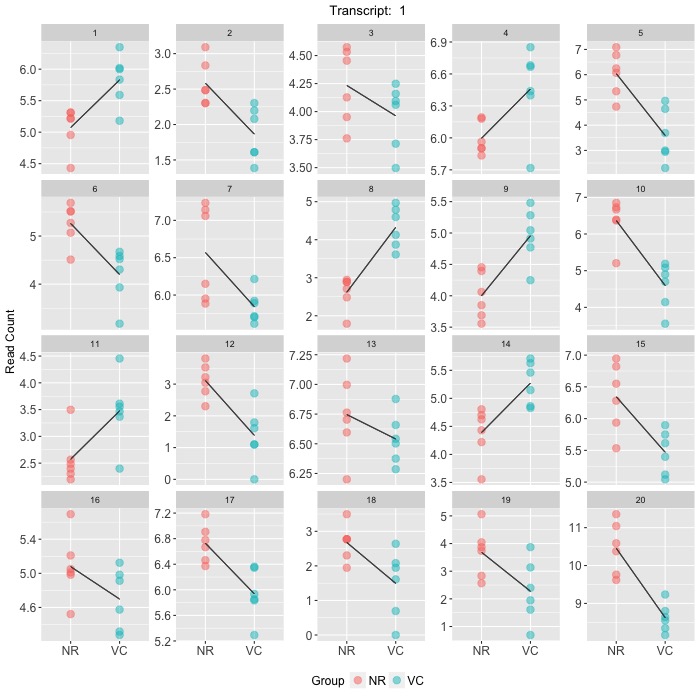 Transcript: 1
1 2 3 4 5
6.0 5.5 5.0 4.5
3.0 2.5 2.0 1.5
4.50 4.25 4.00 3.75 3.50
6.9 6.6 6.3 6.0 5.7
7 6 5 4 3
6 7 8 9 10
5 4
7.0 6.5 6.0
5 4 3 2
5.5 5.0 4.5 4.0 3.5
7 6 5 4
Read Count
11 12 13 14 15
4.5 4.0 3.5 3.0 2.5
3 2 1 0
7.25 7.00 6.75 6.50 6.25
5.5 5.0 4.5 4.0 3.5
7.0 6.5 6.0 5.5 5.0
16 17 18 19 20
5.4 5.0 4.6
7.2 6.8 6.4 6.0 5.6 5.2
3 2 1 0
5 4 3 2 1
11 10 9
NR VC NR VC NR VC NR VC NR VC
Group NR VC